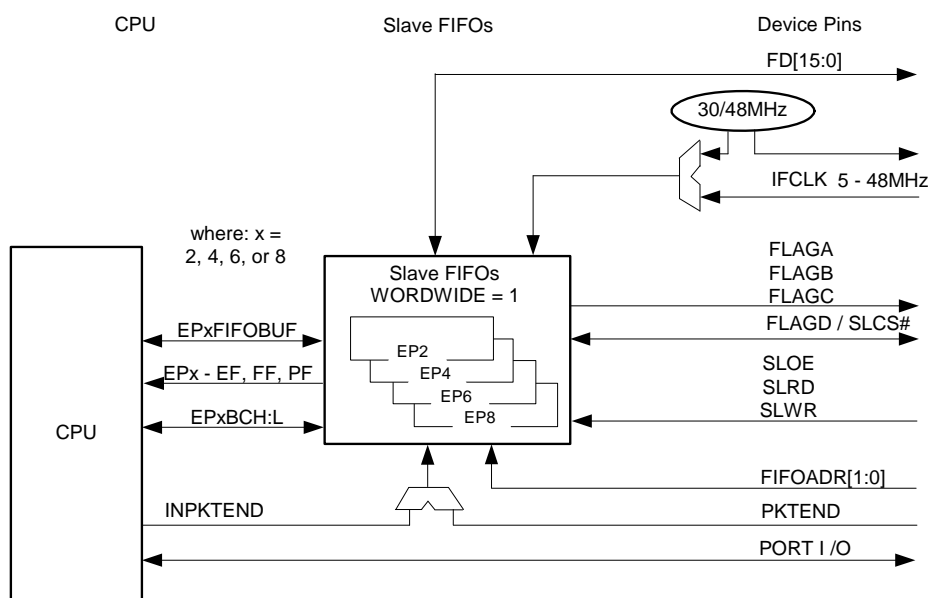 CPU
Slave FIFOs
Device Pins
FD[15:0]
30/48MHz
IFCLK 5 - 48MHz
where: x =
2, 4, 6, or 8
Slave FIFOs
WORDWIDE = 1
FLAGA
FLAGB
FLAGC
FLAGD / SLCS#
EPxFIFOBUF
EP2
EPx - EF, FF, PF
EP4
SLOE
EP6
SLRD
EPxBCH:L
EP8
SLWR
CPU
FIFOADR[1:0]
INPKTEND
PKTEND
PORT I /O